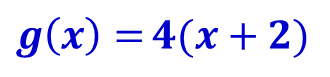 g(x) = 4(x + 2)